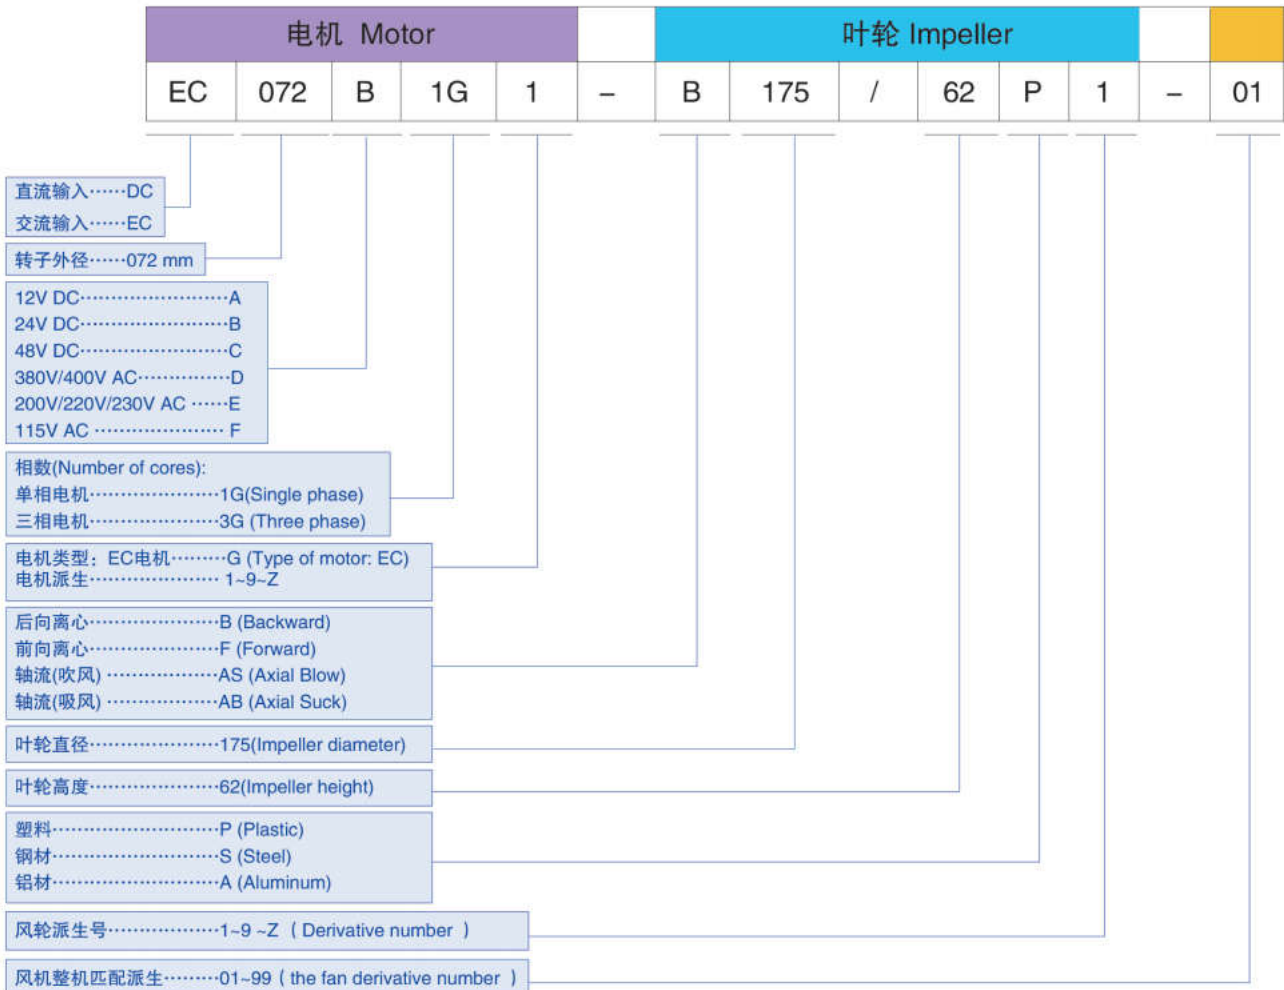 电机 Motor 叶轮 Impeller
EC 072 B 1G 1 – B 175 / 62 P 1 – 01
直流输入······DC
交流输入······EC
转子外径······072 mm
12V DC························A
24V DC························B
48V DC························C
380V/400V AC···············D
200V/220V/230V AC ······E
115V AC ····················· F
相数(Number of cores):
单相电机·····················1G(Single phase)
三相电机·····················3G (Three phase)
电机类型：EC电机·········G (Type of motor: EC)
电机派生····················· 1~9~Z
后向离心·····················B (Backward)
前向离心·····················F (Forward)
轴流(吹风) ··················AS (Axial Blow)
轴流(吸风) ··················AB (Axial Suck)
叶轮直径·····················175(Impeller diameter)
叶轮高度·····················62(Impeller height)
塑料···························P (Plastic)
钢材···························S (Steel)
铝材···························A (Aluminum)
风轮派生号··················1~9 ~Z ( Derivative number )
风机整机匹配派生·········01~99 ( the fan derivative number )